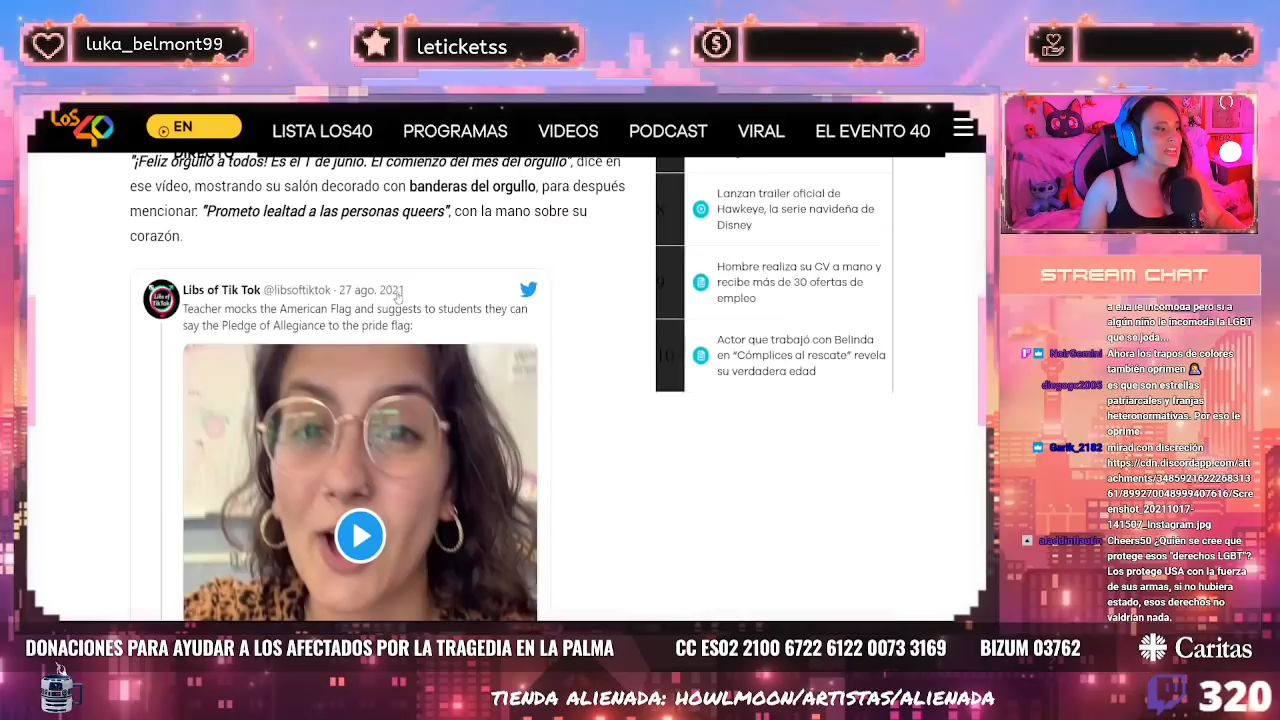 luka_belmont99
leticketss
LOS 40
EN
DIRECTO
LISTA LOS40
PROGRAMAS
VIDEOS
PODCAST
VIRAL
EL EVENTO 40
"¡Feliz orgullo a todos! Es el 1 de junio. El comienzo del mes del orgullo", dice en
ese vídeo, mostrando su salón decorado con banderas del orgullo, para después
mencionar: "Prometo lealtad a las personas queers", con la mano sobre su
corazón.
Libs of Tik Tok @libsoftiktok · 27 ago. 2021
Teacher mocks the American Flag and suggests to students they can
say the Pledge of Allegiance to the pride flag:
8
Lanzan trailer oficial de
Hawkeye, la serie navideña de
Disney
9
Hombre realiza su CV a mano y
recibe más de 30 ofertas de
empleo
10
Actor que trabajó con Belinda
en "Cómplices al rescate" revela
su verdadera edad
STREAM CHAT
a ella le incomoda pero si a
algún niño le incomoda la LGBT
que se joda...
NoirGemini Ahora los trapos de colores
también oprimen
diogogx2005 es que son estrellas
patriarcales y franjas
heteronormativas. Por eso le
oprime.
Garik_2182 mirad con discreción
https://cdn.discordapp.com/att
achments/3485921622268313
61/899270048999407616/Scre
enshot_20211017-
141507_Instagram.jpg
aladdinflautin Cheers50 ¿Quién se cree que
protege esos "derechos LGBT"?
Los protege USA con la fuerza
de sus armas, si no hubiera
estado, esos derechos no
valdrían nada.
DONACIONES PARA AYUDAR A LOS AFECTADOS POR LA TRAGEDIA EN LA PALMA
CC ES02 2100 6722 6122 0073 3169
BIZUM 03762
Caritas
TIENDA ALIENADA: HOWLMOON/ARTISTAS/ALIENADA
320